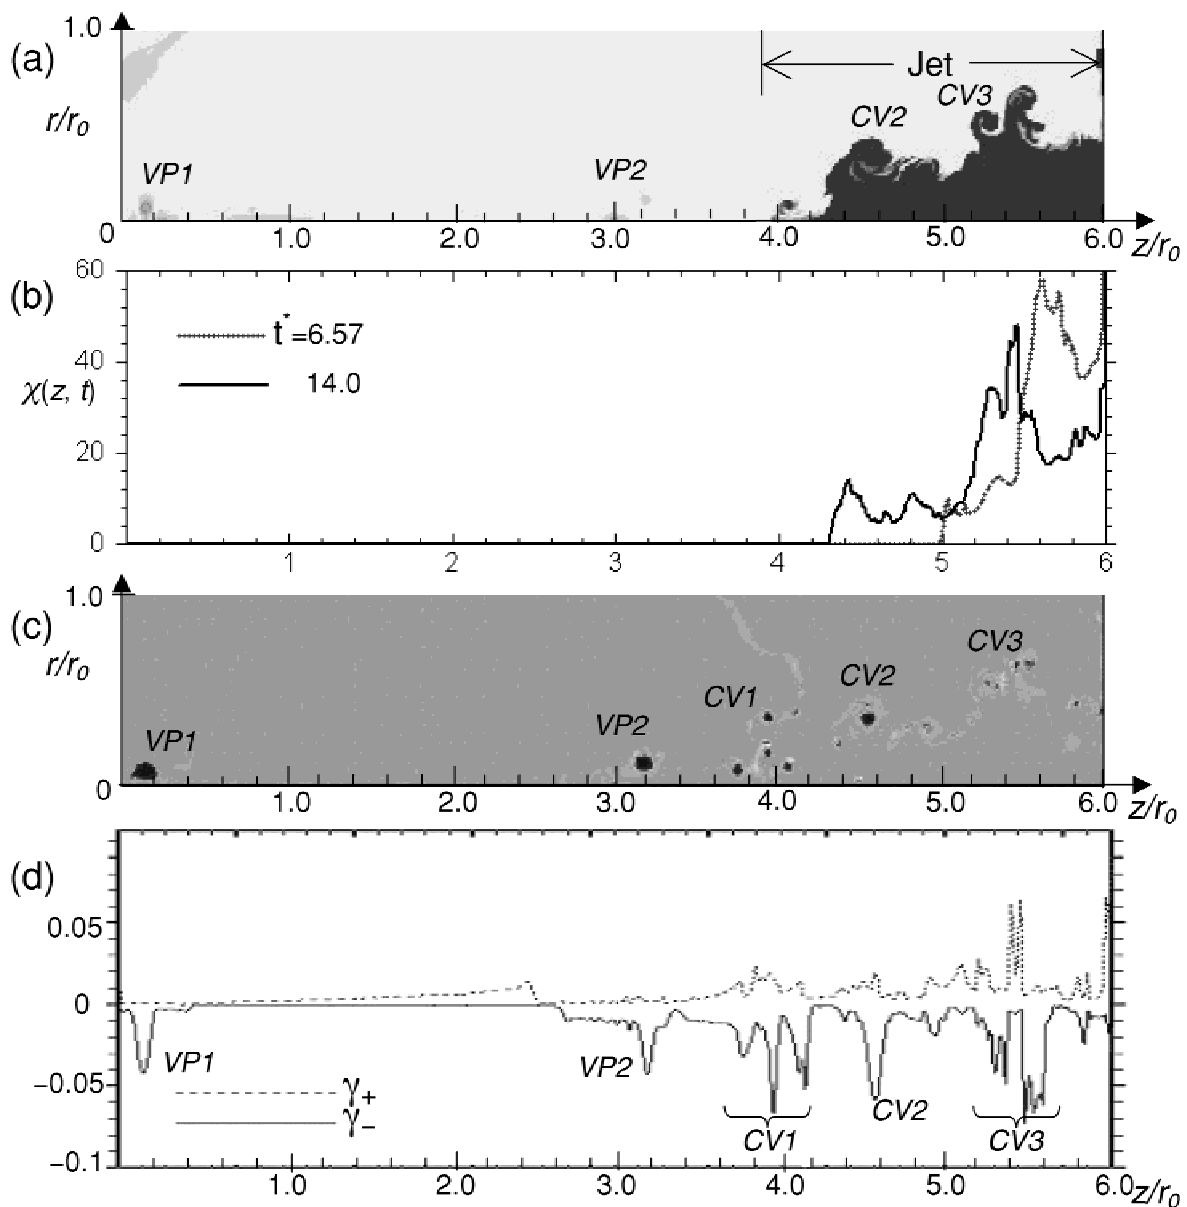 (a)
1.0
r/r₀
0
VP1
VP2
CV2
CV3
Jet
1.0
2.0
3.0
4.0
5.0
6.0
z/r₀
(b)
60
40
χ(z, t)
20
0
t*=6.57
14.0
1
2
3
4
5
6
(c)
1.0
r/r₀
0
VP1
VP2
CV1
CV2
CV3
1.0
2.0
3.0
4.0
5.0
6.0
z/r₀
(d)
0.05
0
−0.05
−0.1
VP1
VP2
CV1
CV2
CV3
γ₊
γ₋
1.0
2.0
3.0
4.0
5.0
6.0
z/r₀